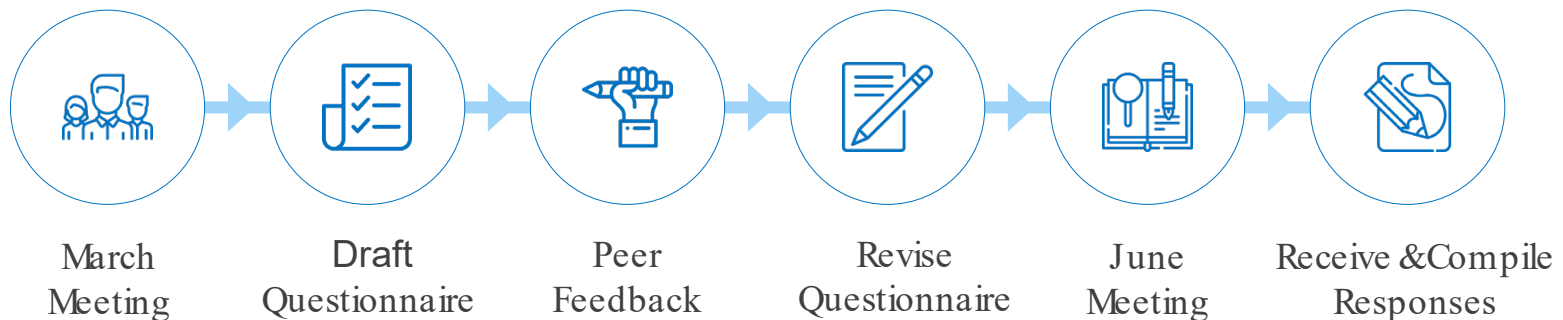 March
Meeting
Draft
Questionnaire
Peer
Feedback
Revise
Questionnaire
June
Meeting
Receive &Compile
Responses